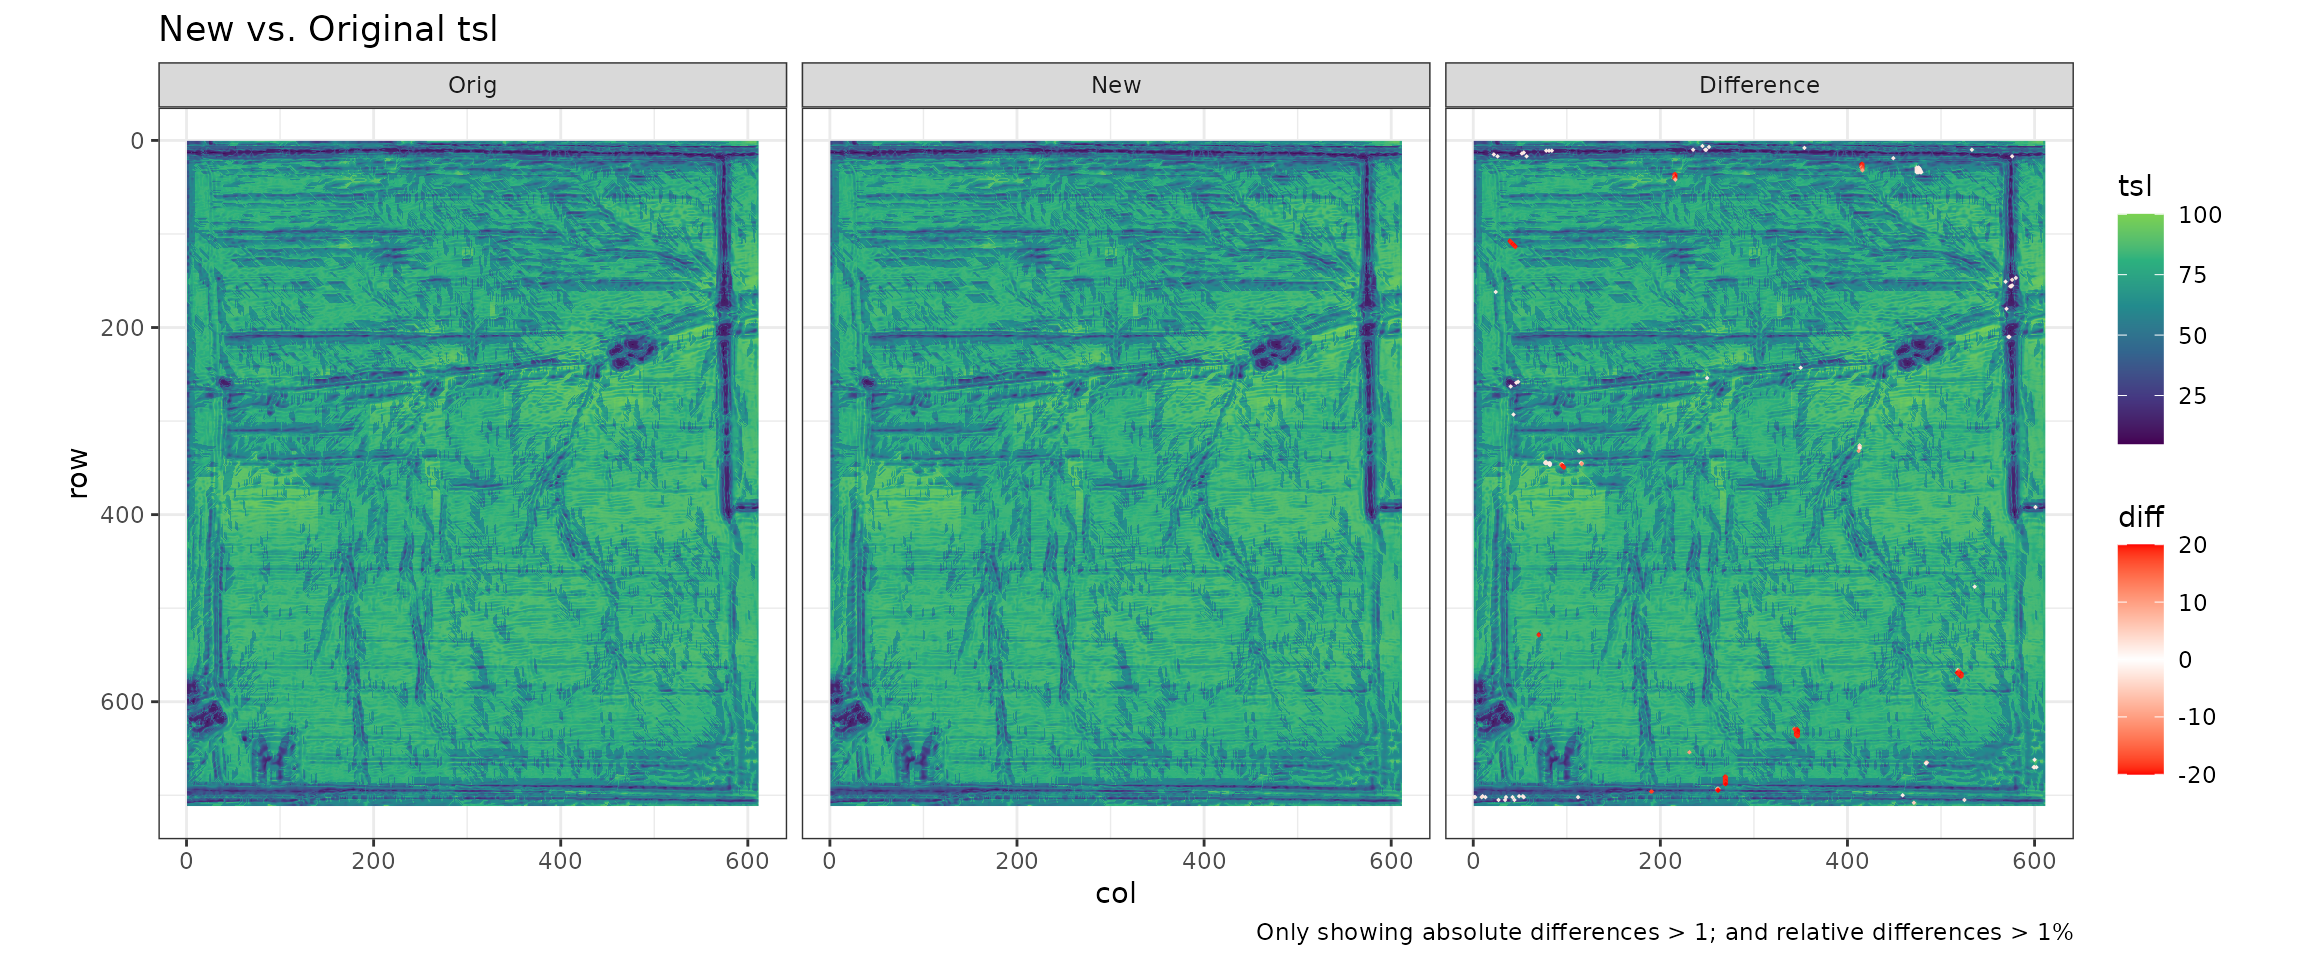 New vs. Original tsl
Orig
New
Difference
0
200
400
600
row
0
200
400
600
0
200
400
600
0
200
400
600
col
tsl
100
75
50
25
diff
20
10
0
-10
-20
Only showing absolute differences > 1; and relative differences > 1%